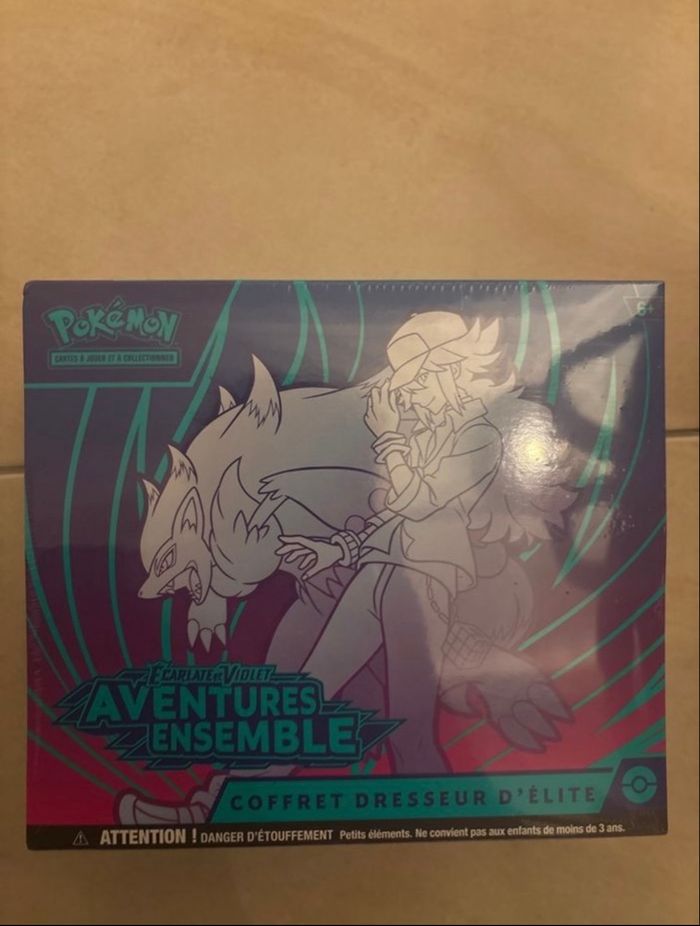 POKÉMON
CARTES À JOUER ET À COLLECTIONNER
6+
ÉCARLATE ET VIOLET
AVENTURES
ENSEMBLE
COFFRET DRESSEUR D'ÉLITE
ATTENTION ! DANGER D'ÉTOUFFEMENT Petits éléments. Ne convient pas aux enfants de moins de 3 ans.